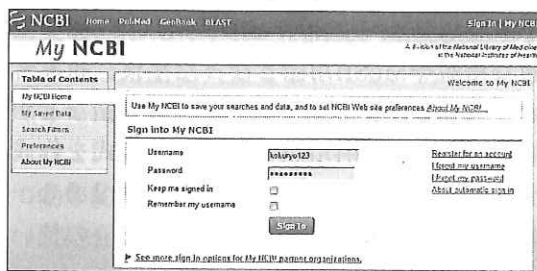 NCBI Home PubMed GenBank BLAST Sign In | My NCBI
My NCBI
A division of the National Library of Medicine
at the National Institutes of Health
Table of Contents
Welcome to My NCBI
My NCBI Home
My Saved Data
Search Filters
Preferences
About My NCBI
Use My NCBI to save your searches and data, and to set NCBI Web site preferences About My NCBI...
Sign into My NCBI
Username
Password
Keep me signed in
Remember my username
Sign In
Register for an account
I forgot my username
I forgot my password
About automatic sign in
See more sign in options for My NCBI partner organizations.